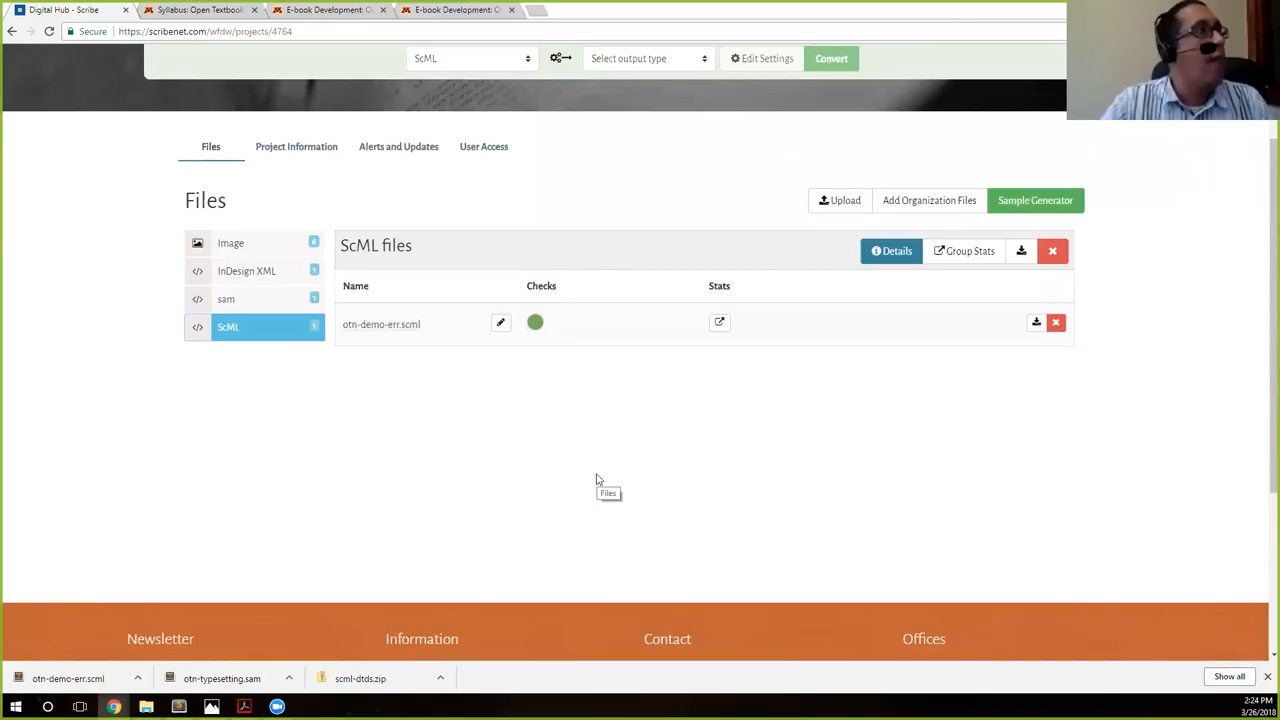 Digital Hub - Scribe
Syllabus: Open Textbook
E-book Development: O
E-book Development: O
Secure
https://scribenet.com/wfdw/projects/4764
ScML
Select output type
Edit Settings
Convert
Files
Project Information
Alerts and Updates
User Access
Files
Upload
Add Organization Files
Sample Generator
Image 6
InDesign XML 1
sam 1
ScML 1
ScML files
Details
Group Stats
Name
Checks
Stats
otn-demo-err.scml
Files
Newsletter
Information
Contact
Offices
otn-demo-err.scml
otn-typesetting.sam
scml-dtds.zip
Show all
2:24 PM
3/26/2018